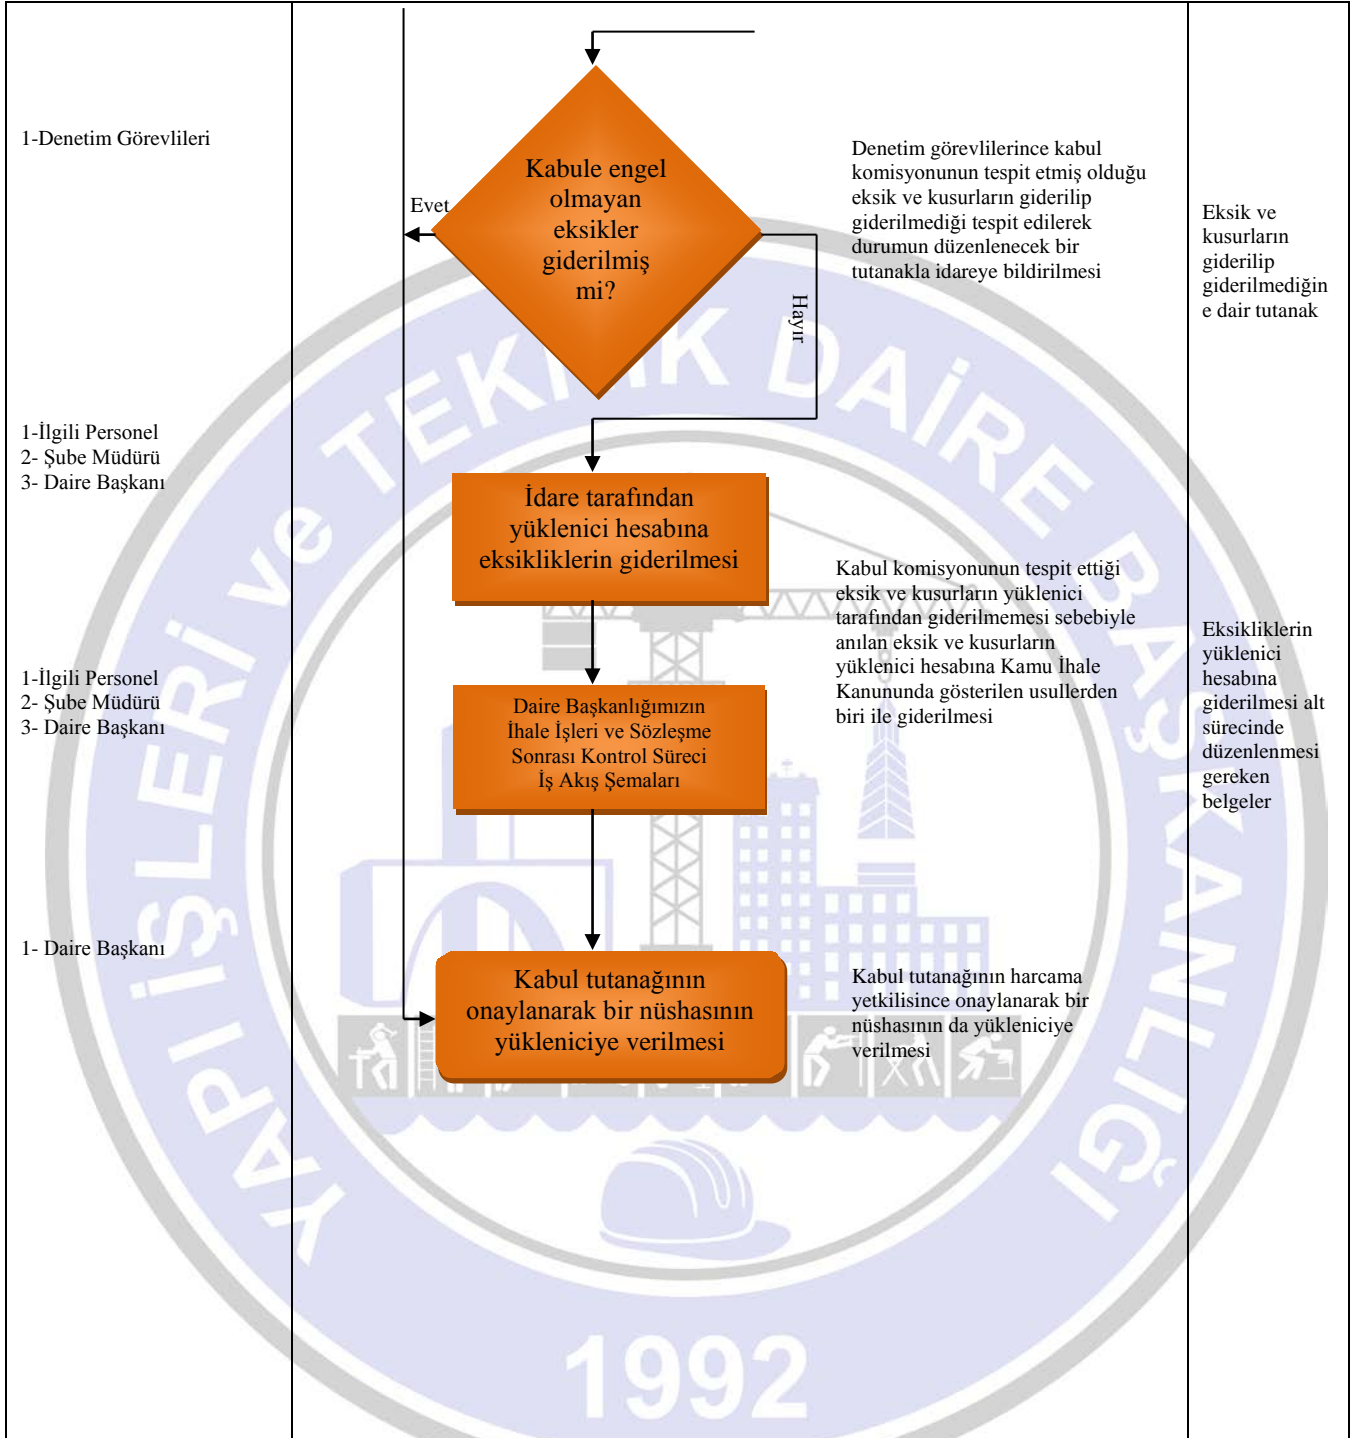 1-Denetim Görevlileri
Kabule engel
olmayan
eksikler
giderilmiş
mi?
Evet
Hayır
Denetim görevlilerince kabul
komisyonunun tespit etmiş olduğu
eksik ve kusurların giderilip
giderilmediği tespit edilerek
durumun düzenlenecek bir
tutanakla idareye bildirilmesi
Eksik ve
kusurların
giderilip
giderilmediğin
e dair tutanak
1-İlgili Personel
2- Şube Müdürü
3- Daire Başkanı
İdare tarafından
yüklenici hesabına
eksikliklerin giderilmesi
Kabul komisyonunun tespit ettiği
eksik ve kusurların yüklenici
tarafından giderilmemesi sebebiyle
anılan eksik ve kusurların
yüklenici hesabına Kamu İhale
Kanununda gösterilen usullerden
biri ile giderilmesi
Eksikliklerin
yüklenici
hesabına
giderilmesi alt
sürecinde
düzenlenmesi
gereken
belgeler
1-İlgili Personel
2- Şube Müdürü
3- Daire Başkanı
Daire Başkanlığımızın
İhale İşleri ve Sözleşme
Sonrası Kontrol Süreci
İş Akış Şemaları
1- Daire Başkanı
Kabul tutanağının
onaylanarak bir nüshasının
yükleniciye verilmesi
Kabul tutanağının harcama
yetkilisince onaylanarak bir
nüshasının da yükleniciye
verilmesi
YAPI İŞLERİ ve TEKNİK DAİRE BAŞKANLIĞI
1992